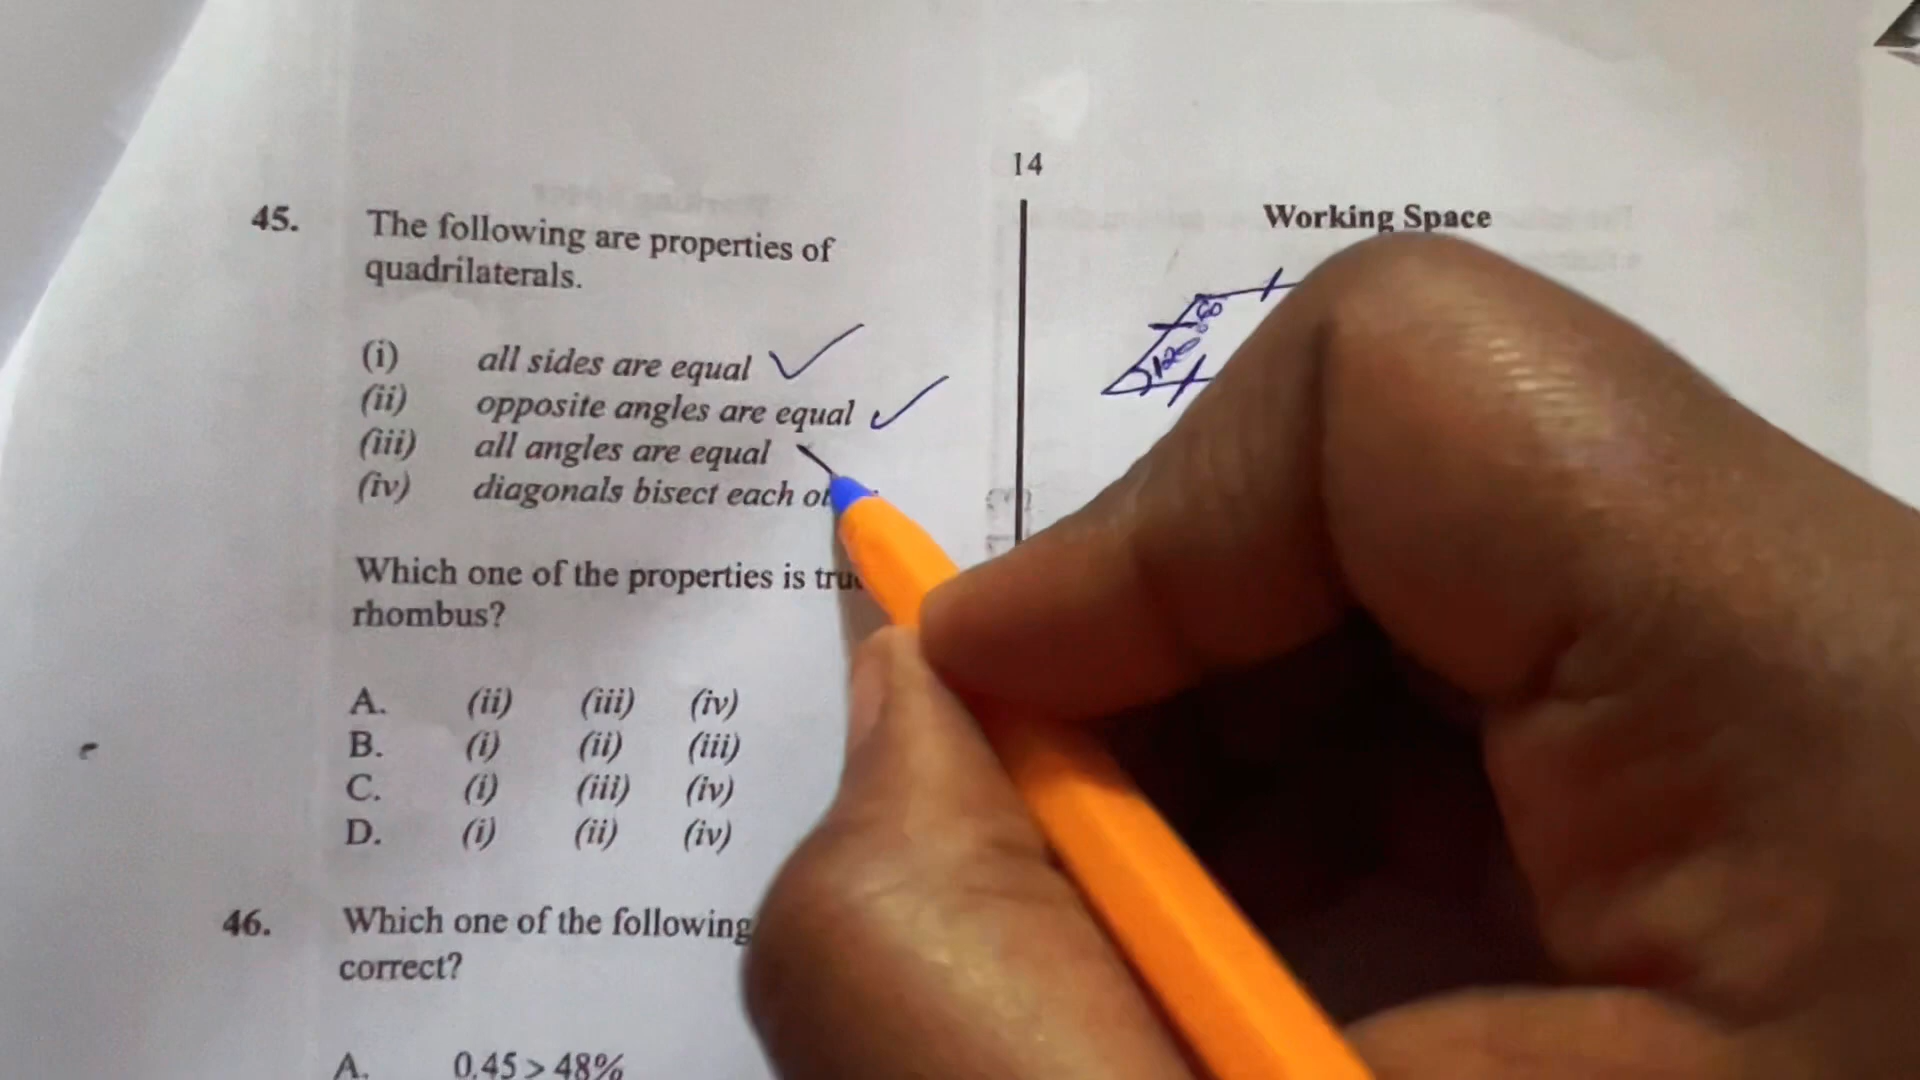 14
45. The following are properties of
quadrilaterals.
(i) all sides are equal
(ii) opposite angles are equal
(iii) all angles are equal
(iv) diagonals bisect each
Which one of the properties is
rhombus?
A. (ii) (iii) (iv)
B. (i) (ii) (iii)
C. (i) (iii) (iv)
D. (i) (ii) (iv)
46. Which one of the following
correct?
A. 0.45 > 48%
Working Space
120